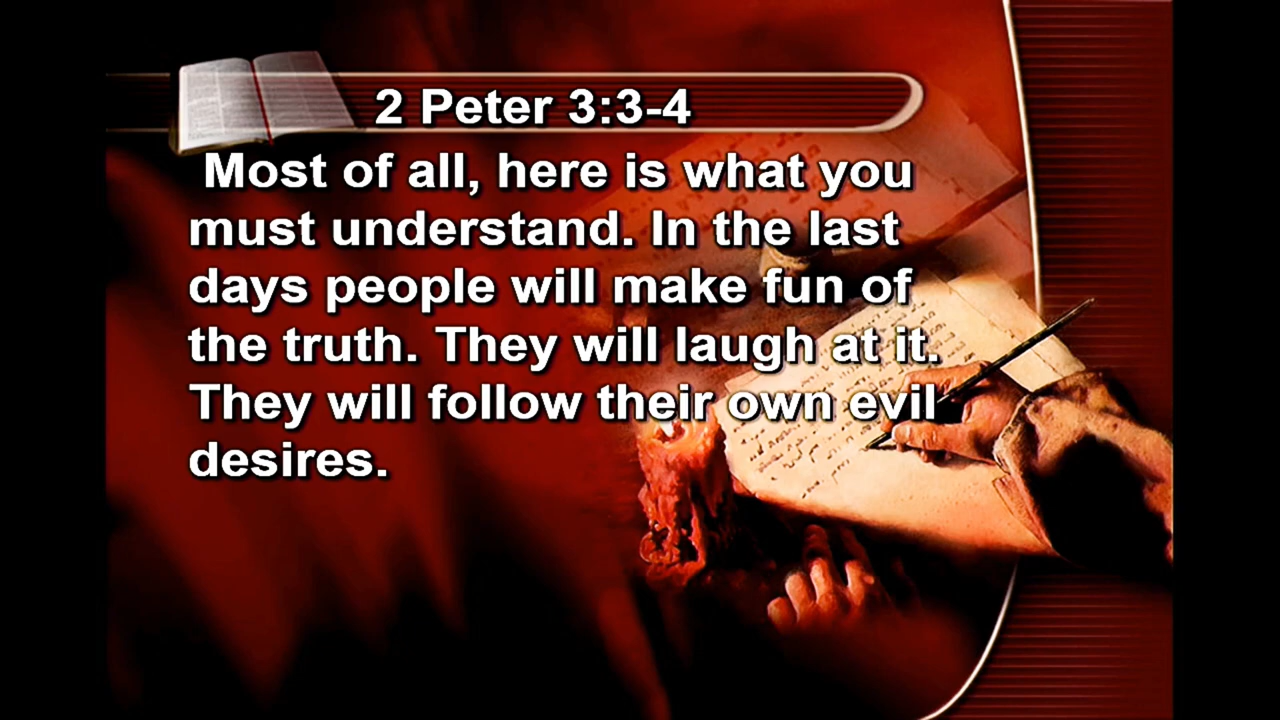 2 Peter 3:3-4
Most of all, here is what you
must understand. In the last
days people will make fun of
the truth. They will laugh at it.
They will follow their own evil
desires.